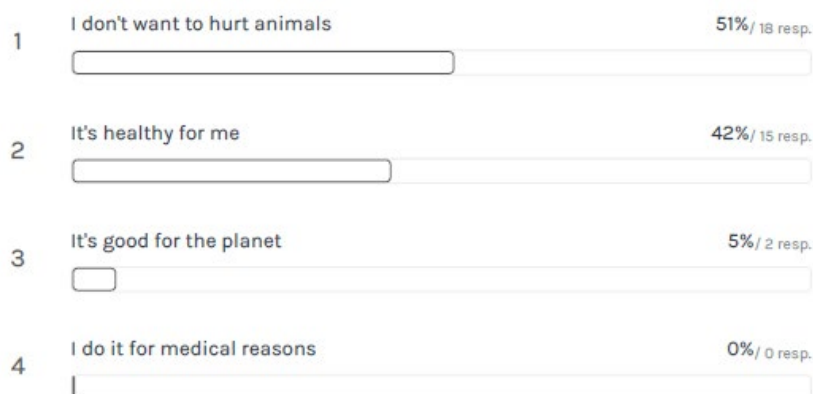 1 I don't want to hurt animals 51% / 18 resp.
2 It's healthy for me 42% / 15 resp.
3 It's good for the planet 5% / 2 resp.
4 I do it for medical reasons 0% / 0 resp.